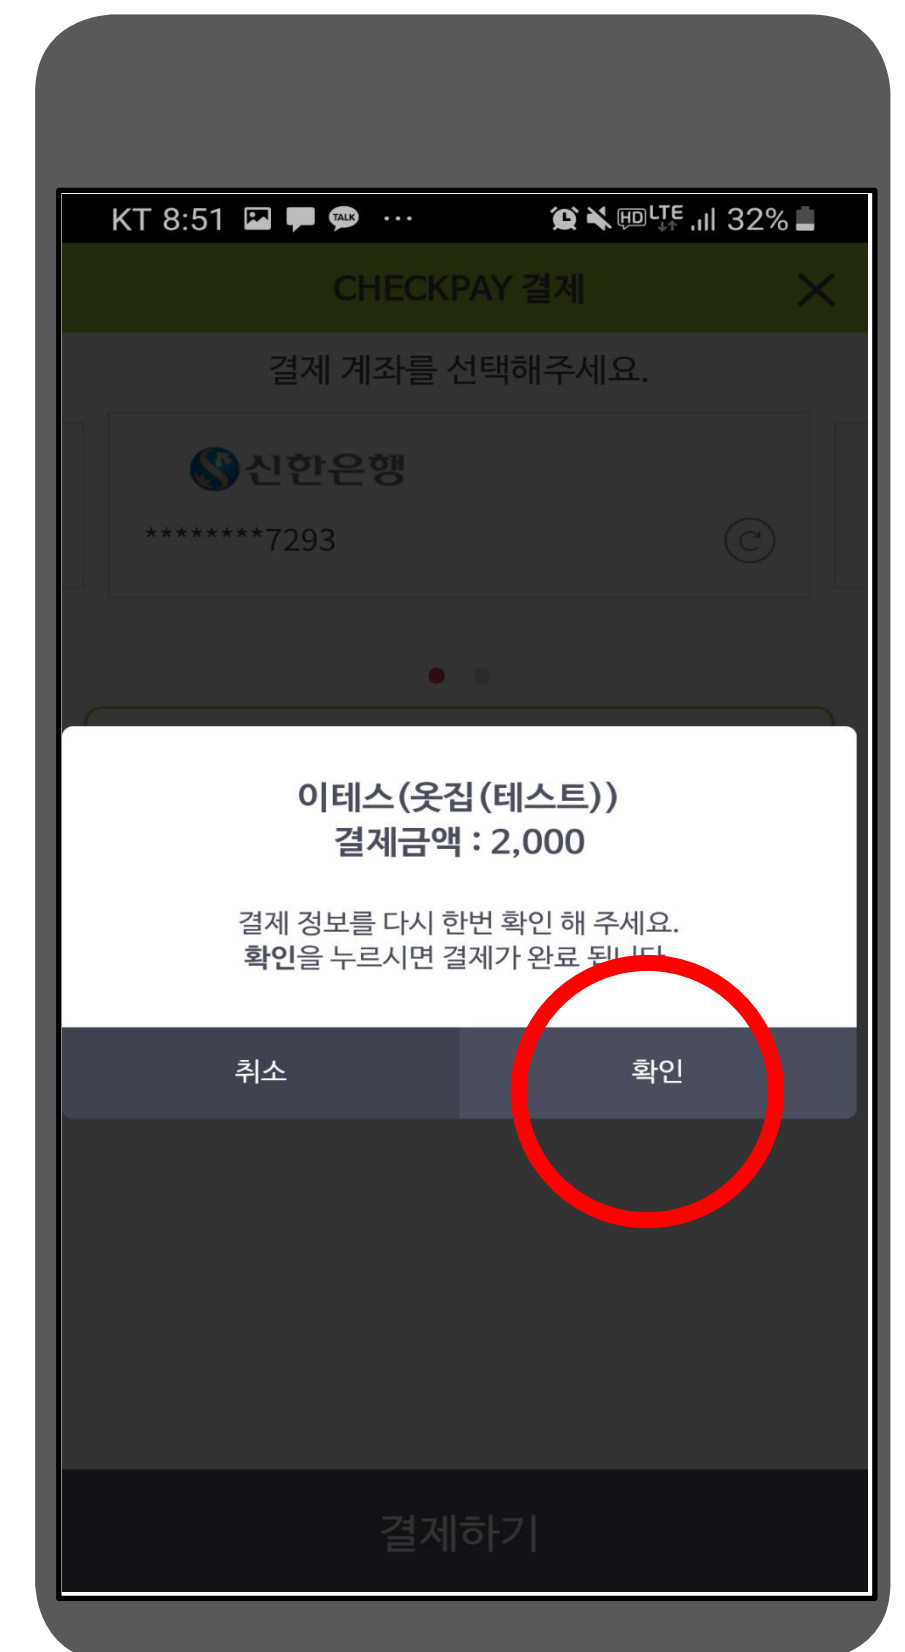 KT 8:51 TALK ... HD LTE 32%
CHECKPAY 결제
결제 계좌를 선택해주세요.
신한은행
********7293
이테스(옷집(테스트))
결제금액 : 2,000
결제 정보를 다시 한번 확인 해 주세요.
확인을 누르시면 결제가 완료 됩니다
취소 확인
결제하기